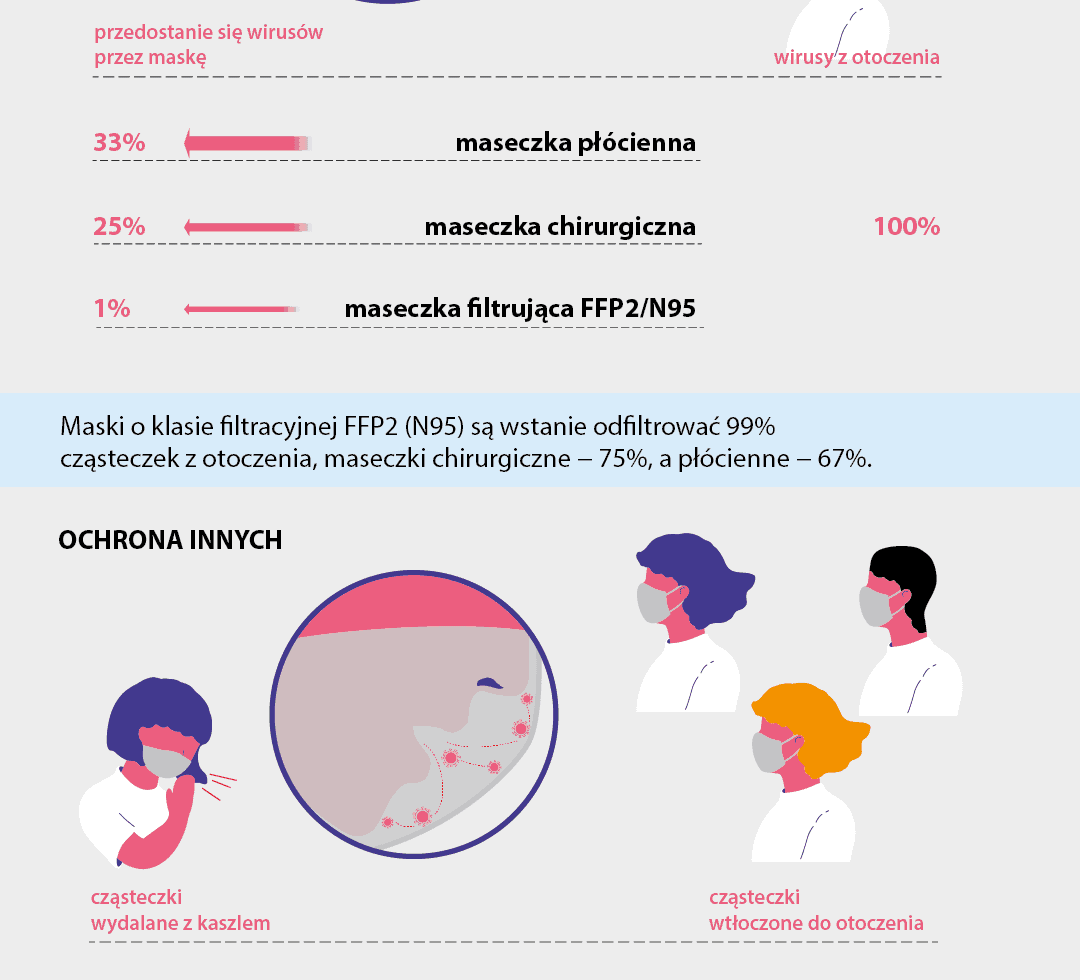 przedostanie się wirusów
przez maskę
wirusy z otoczenia
33%
maseczka płócienna
25%
maseczka chirurgiczna
100%
1%
maseczka filtrująca FFP2/N95
Maski o klasie filtracyjnej FFP2 (N95) są wstanie odfiltrować 99%
cząsteczek z otoczenia, maseczki chirurgiczne – 75%, a płócienne – 67%.
OCHRONA INNYCH
cząsteczki
wydalane z kaszlem
cząsteczki
wtłoczone do otoczenia